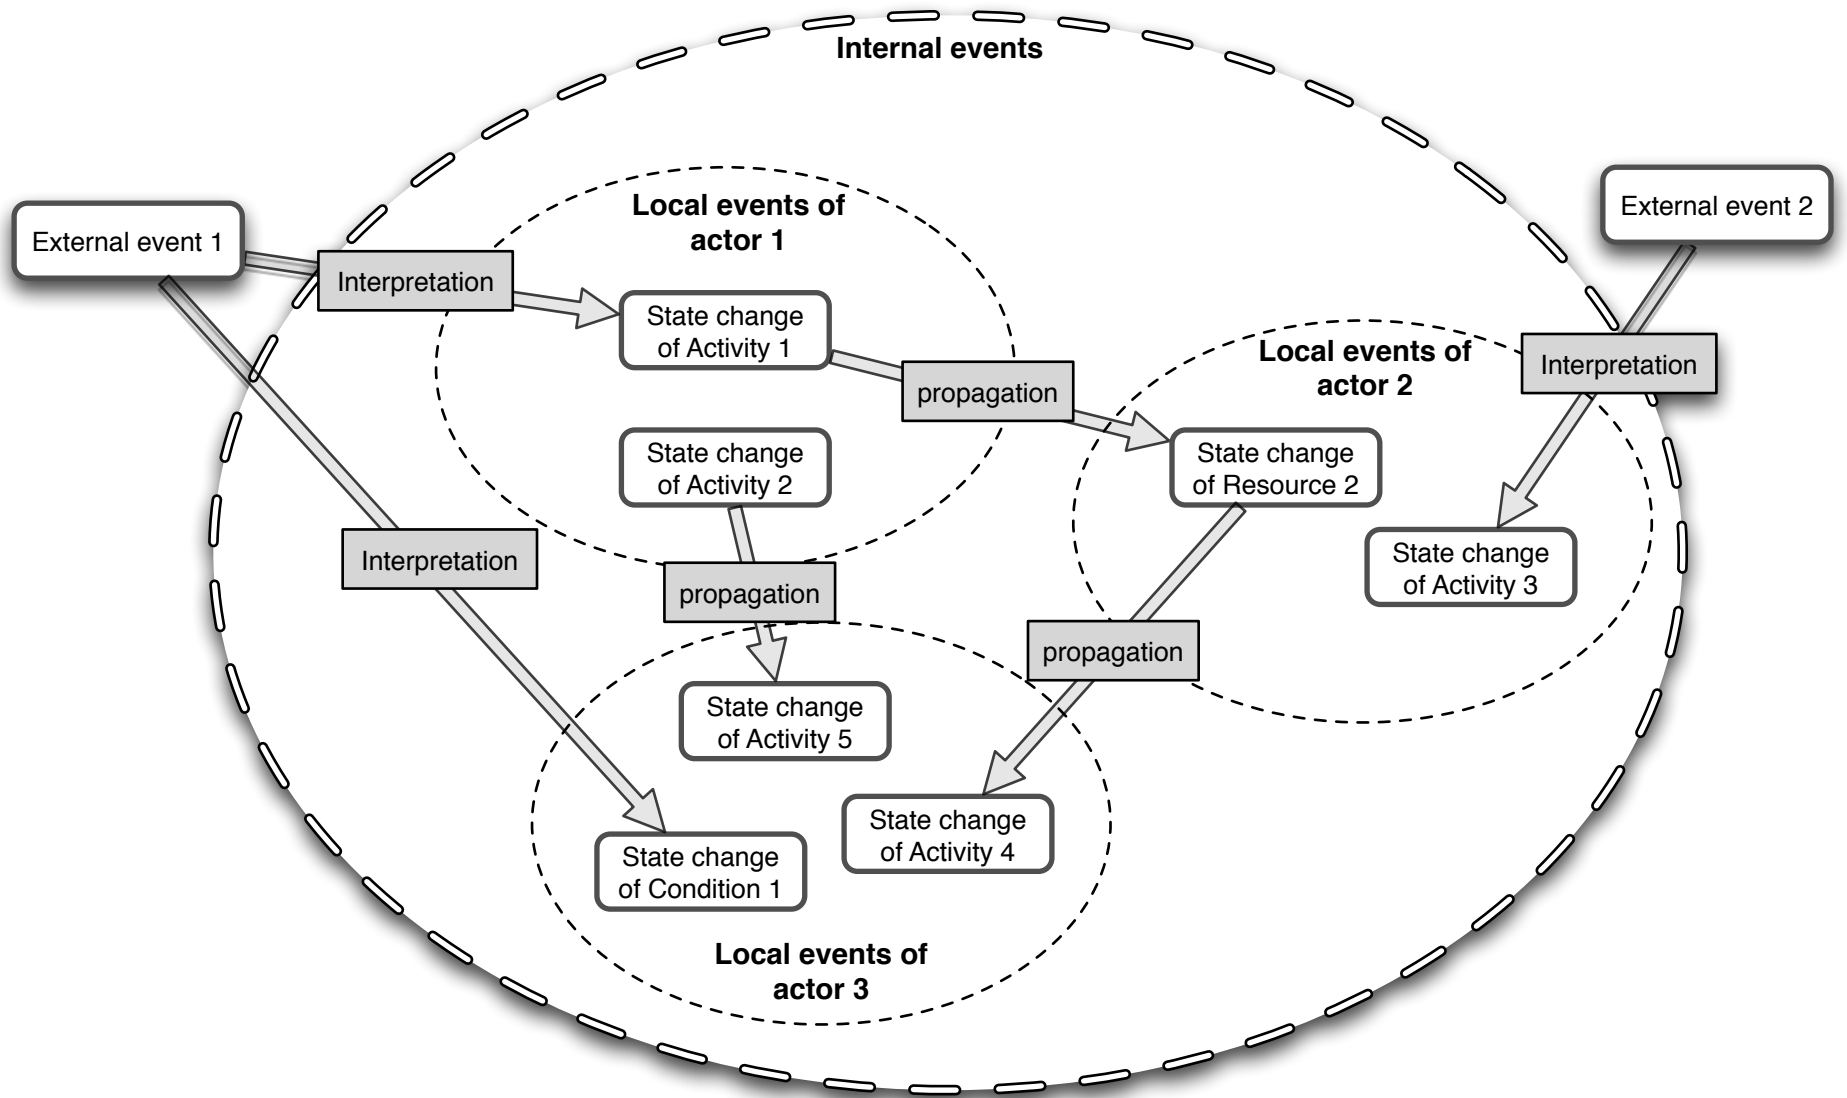 Internal events
External event 1
External event 2
Local events of
actor 1
Interpretation
State change
of Activity 1
propagation
Local events of
actor 2
Interpretation
State change
of Activity 2
State change
of Resource 2
Interpretation
propagation
State change
of Activity 3
propagation
State change
of Activity 5
State change
of Activity 4
State change
of Condition 1
Local events of
actor 3